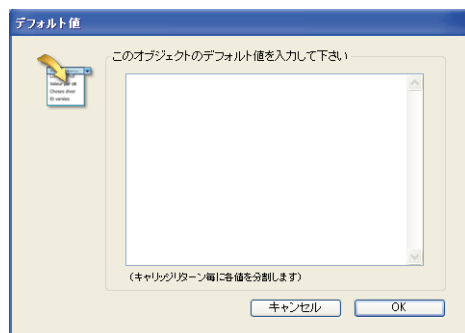 デフォルト値
このオブジェクトのデフォルト値を入力して下さい
(キャリッジリターン毎に各値を分割します)
キャンセル
OK